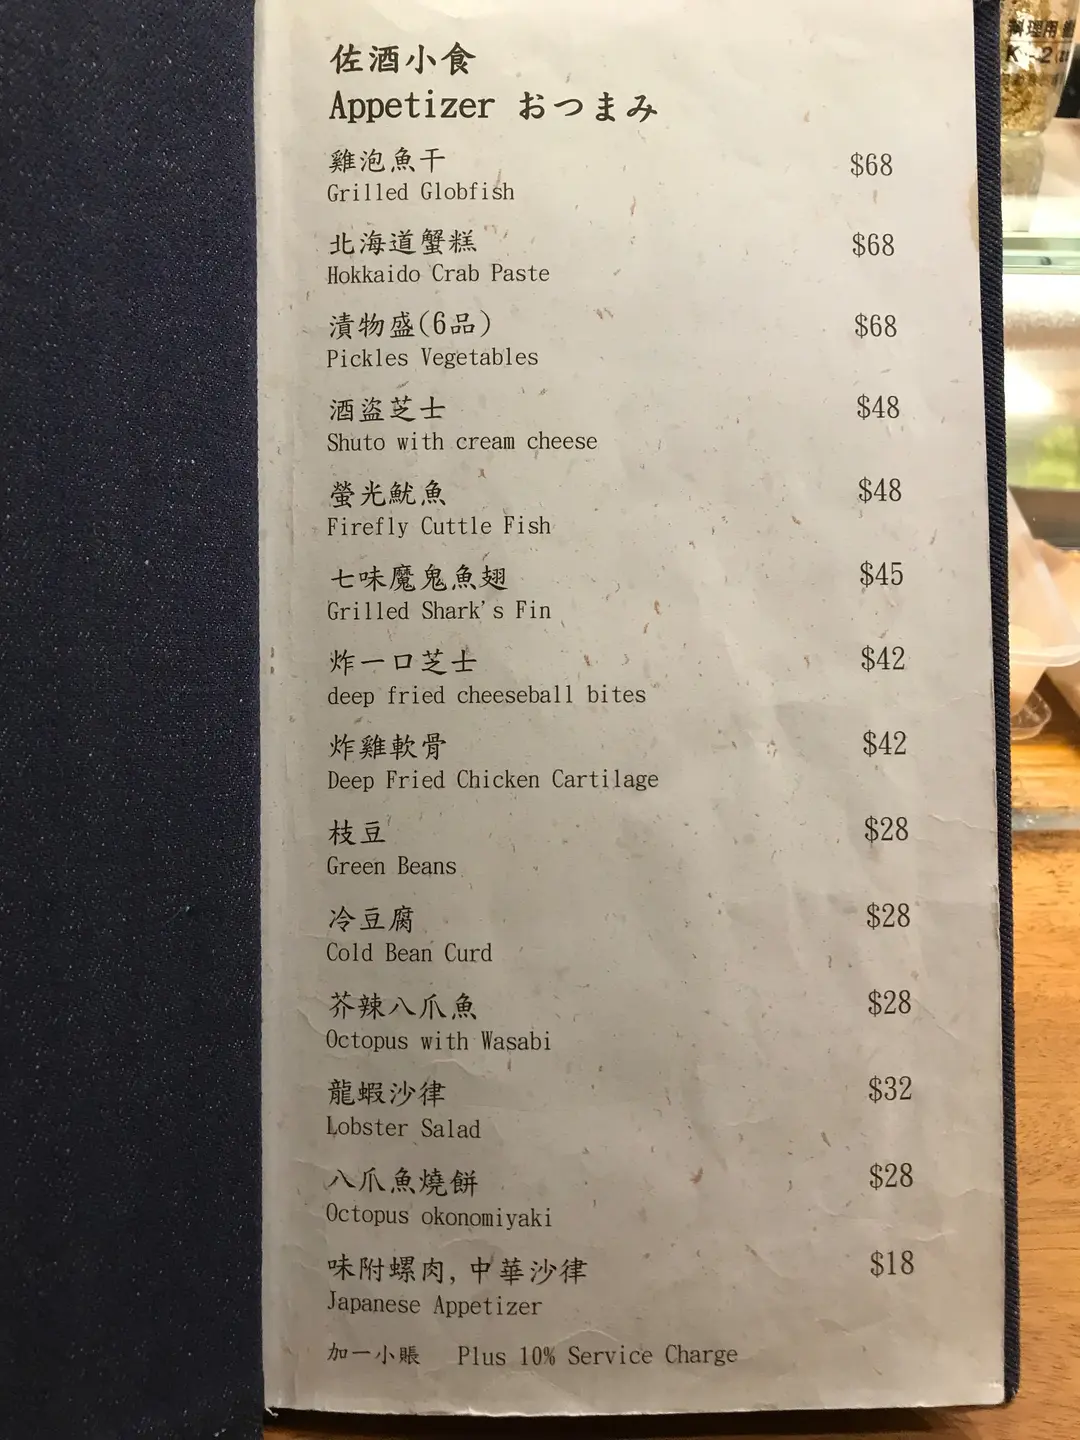 佐酒小食
Appetizer おつまみ
雞泡魚干 $68
Grilled Globfish
北海道蟹糕 $68
Hokkaido Crab Paste
漬物盛(6品) $68
Pickles Vegetables
酒盜芝士 $48
Shuto with cream cheese
螢光魷魚 $48
Firefly Cuttle Fish
七味魔鬼魚翅 $45
Grilled Shark's Fin
炸一口芝士 $42
deep fried cheeseball bites
炸雞軟骨 $42
Deep Fried Chicken Cartilage
枝豆 $28
Green Beans
冷豆腐 $28
Cold Bean Curd
芥辣八爪魚 $28
Octopus with Wasabi
龍蝦沙律 $32
Lobster Salad
八爪魚燒餅 $28
Octopus okonomiyaki
味附螺肉, 中華沙律 $18
Japanese Appetizer
加一小賬 Plus 10% Service Charge
料理用